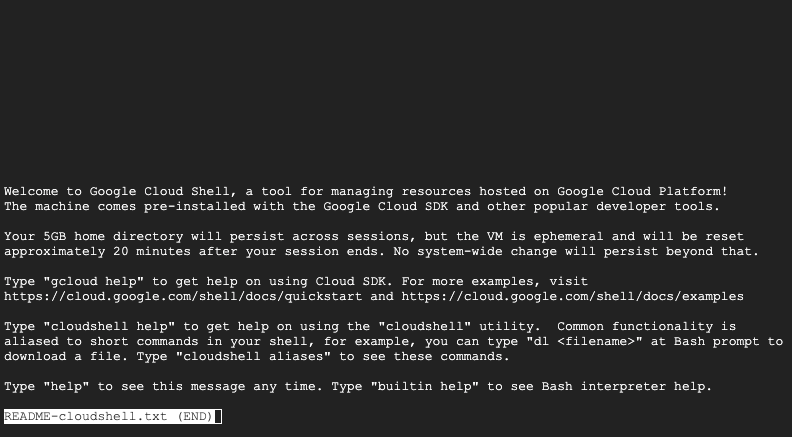 Welcome to Google Cloud Shell, a tool for managing resources hosted on Google Cloud Platform!
The machine comes pre-installed with the Google Cloud SDK and other popular developer tools.
Your 5GB home directory will persist across sessions, but the VM is ephemeral and will be reset
approximately 20 minutes after your session ends. No system-wide change will persist beyond that.
Type "gcloud help" to get help on using Cloud SDK. For more examples, visit
https://cloud.google.com/shell/docs/quickstart and https://cloud.google.com/shell/docs/examples
Type "cloudshell help" to get help on using the "cloudshell" utility.  Common functionality is
aliased to short commands in your shell, for example, you can type "dl <filename>" at Bash prompt to
download a file. Type "cloudshell aliases" to see these commands.
Type "help" to see this message any time. Type "builtin help" to see Bash interpreter help.
README-cloudshell.txt (END)